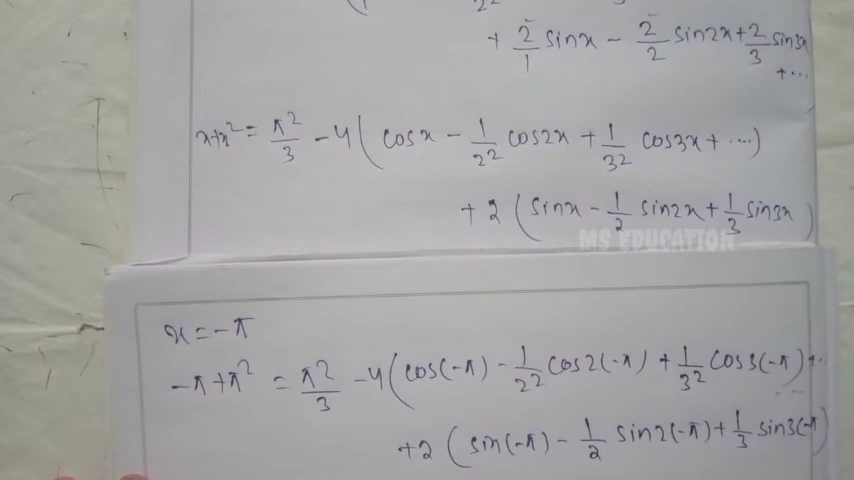 ( 2²
+ 2/1 sinx - 2/2 sin2x + 2/3 sin3x
+ ...
x+x² = π²/3 - 4 ( cosx - 1/2² cos2x + 1/3² cos3x + ....)
+ 2 ( sinx - 1/2 sin2x + 1/3 sin3x )
MS EDUCATION
x = -π
-π+π² = π²/3 - 4 ( cos(-π) - 1/2² cos2(-π) + 1/3² cos3(-π) + ..
+2 ( sin(-π) - 1/2 sin2(-π) + 1/3 sin3(-π)